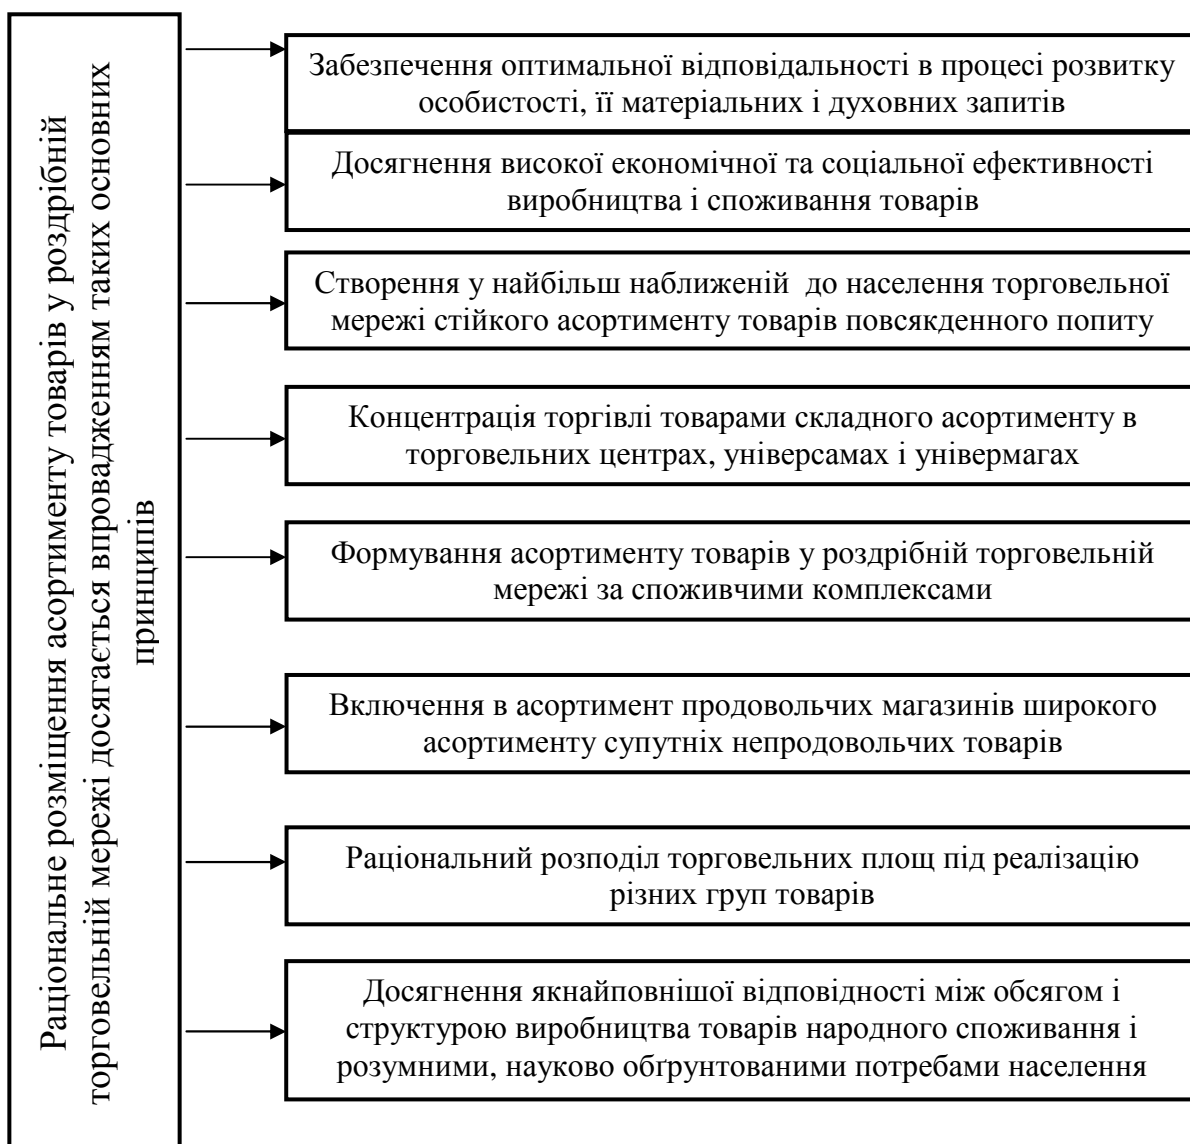 Раціональне розміщення асортименту товарів у роздрібній
торговельній мережі досягається впровадженням таких основних
принципів
Забезпечення оптимальної відповідальності в процесі розвитку
особистості, її матеріальних і духовних запитів
Досягнення високої економічної та соціальної ефективності
виробництва і споживання товарів
Створення у найбільш наближеній до населення торговельної
мережі стійкого асортименту товарів повсякденного попиту
Концентрація торгівлі товарами складного асортименту в
торговельних центрах, універсамах і універмагах
Формування асортименту товарів у роздрібній торговельній
мережі за споживчими комплексами
Включення в асортимент продовольчих магазинів широкого
асортименту супутніх непродовольчих товарів
Раціональний розподіл торговельних площ під реалізацію
різних груп товарів
Досягнення якнайповнішої відповідності між обсягом і
структурою виробництва товарів народного споживання і
розумними, науково обґрунтованими потребами населення